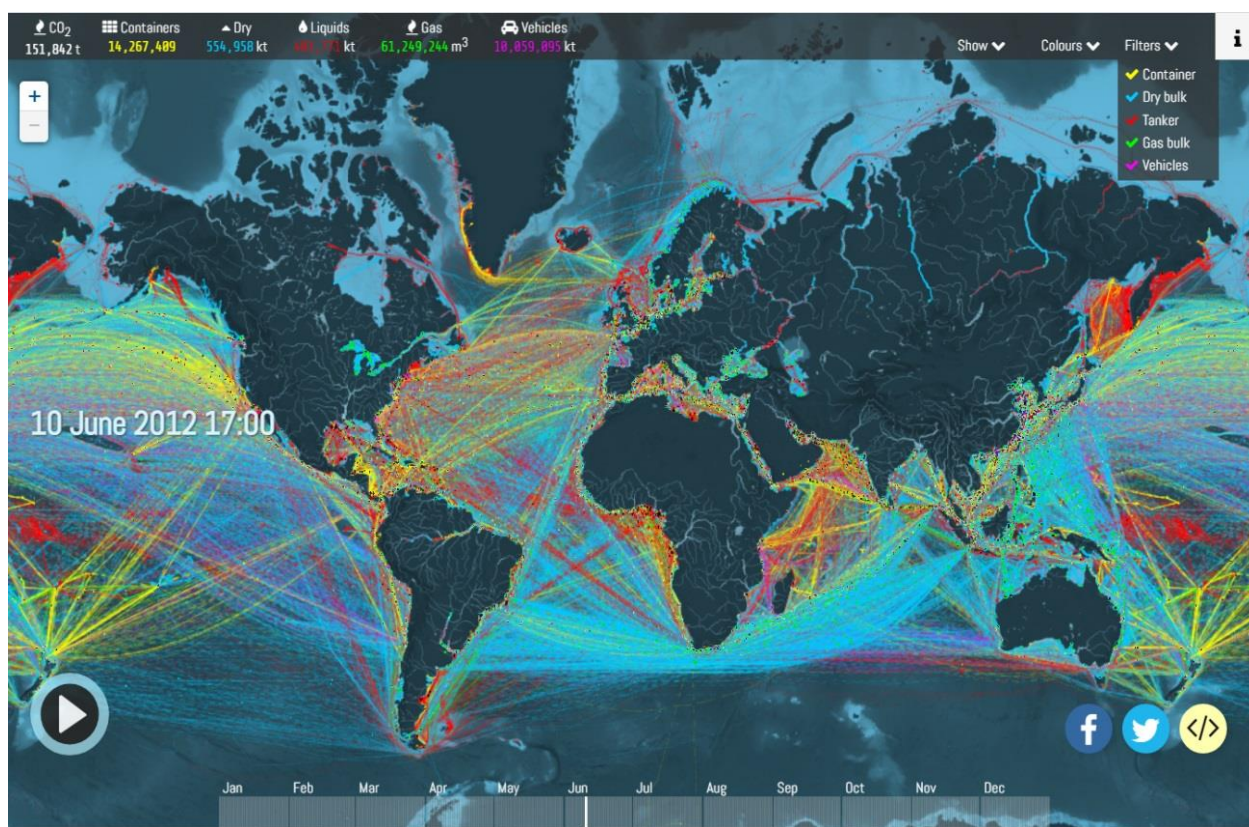 CO₂ Containers Dry Liquids Gas Vehicles
151,842 t 14,267,409 554,958 kt kt 61,249,244 m³ 10,059,095 kt
Show Colours Filters i
Container
Dry bulk
Tanker
Gas bulk
Vehicles
+
−
10 June 2012 17:00
f </>
Jan Feb Mar Apr May Jun Jul Aug Sep Oct Nov Dec